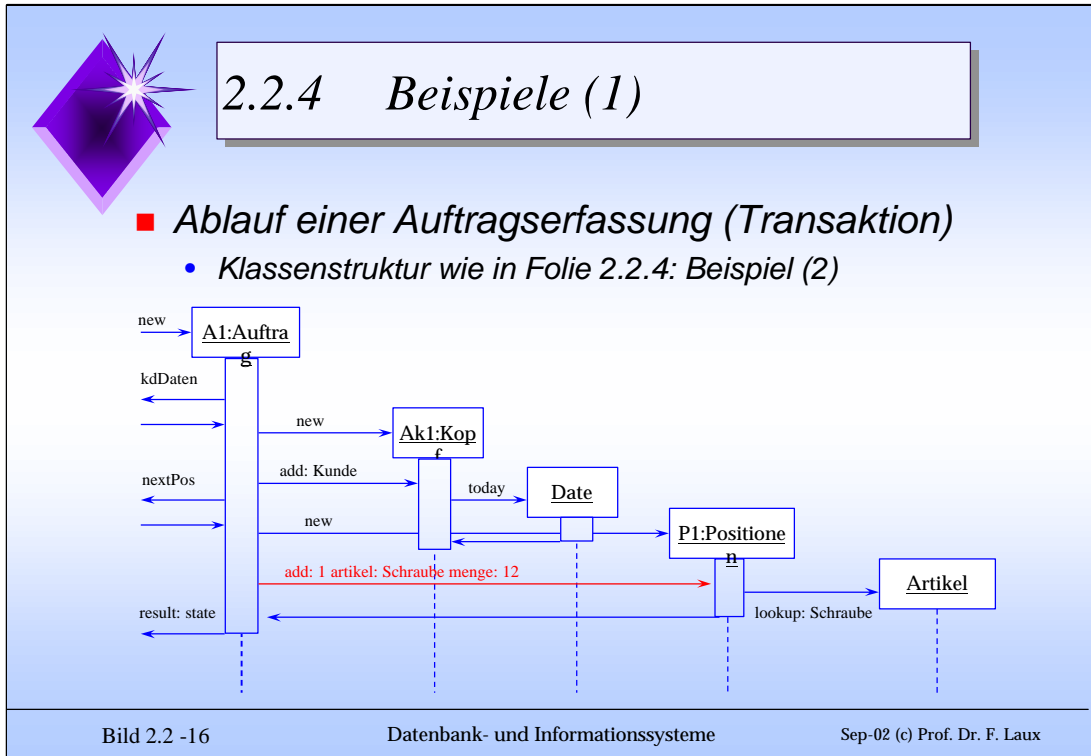 2.2.4 Beispiele (1)
Ablauf einer Auftragserfassung (Transaktion)
Klassenstruktur wie in Folie 2.2.4: Beispiel (2)
new
A1:Auftra
g
kdDaten
new
Ak1:Kop
f
add: Kunde
today
Date
nextPos
new
P1:Positione
n
add: 1 artikel: Schraube menge: 12
Artikel
result: state
lookup: Schraube
Bild 2.2 -16
Datenbank- und Informationssysteme
Sep-02 (c) Prof. Dr. F. Laux